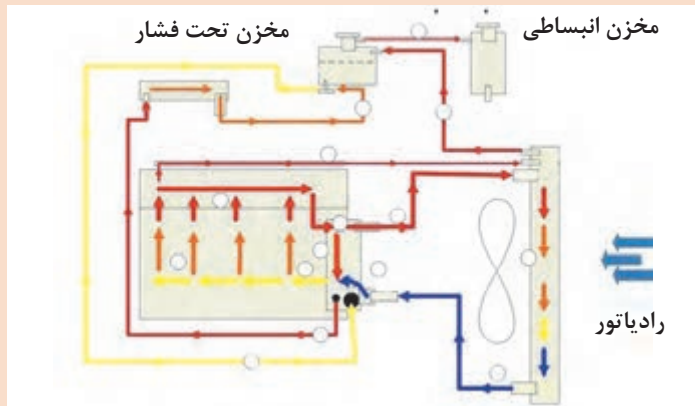 مخزن انبساطی
مخزن تحت فشار
رادیاتور